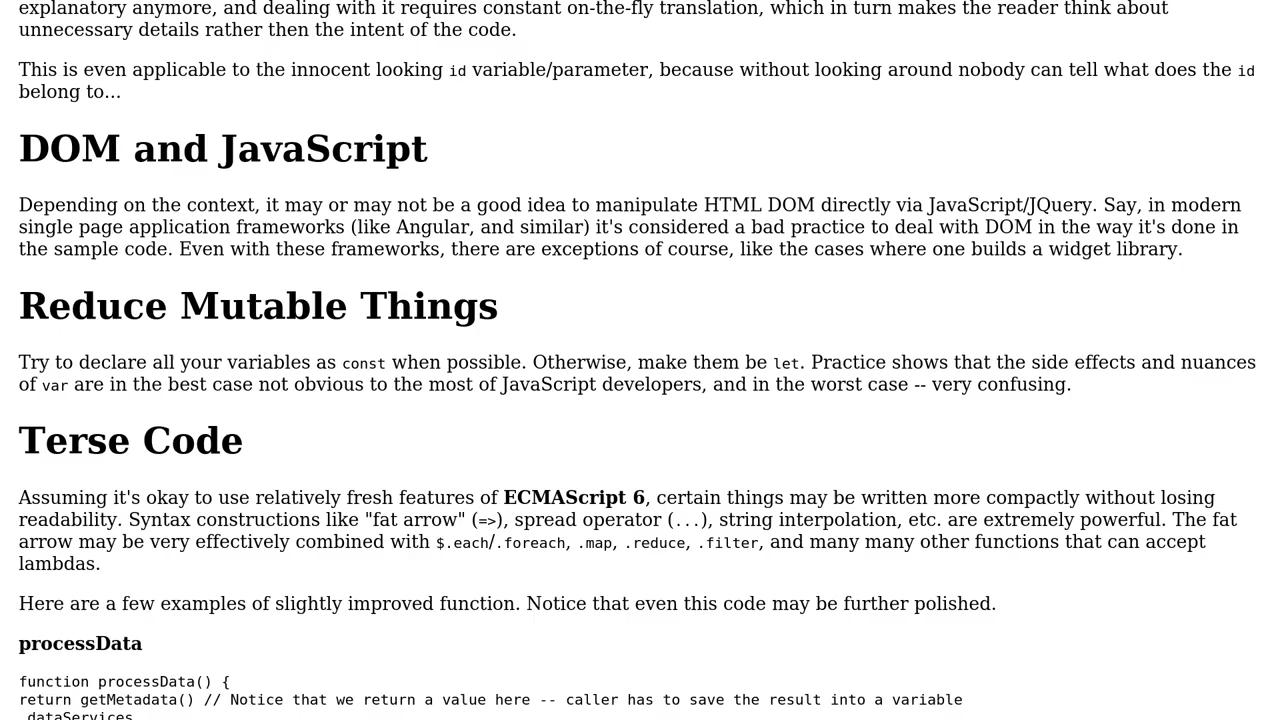 explanatory anymore, and dealing with it requires constant on-the-fly translation, which in turn makes the reader think about
unnecessary details rather then the intent of the code.
This is even applicable to the innocent looking id variable/parameter, because without looking around nobody can tell what does the id
belong to...
DOM and JavaScript
Depending on the context, it may or may not be a good idea to manipulate HTML DOM directly via JavaScript/JQuery. Say, in modern
single page application frameworks (like Angular, and similar) it's considered a bad practice to deal with DOM in the way it's done in
the sample code. Even with these frameworks, there are exceptions of course, like the cases where one builds a widget library.
Reduce Mutable Things
Try to declare all your variables as const when possible. Otherwise, make them be let. Practice shows that the side effects and nuances
of var are in the best case not obvious to the most of JavaScript developers, and in the worst case -- very confusing.
Terse Code
Assuming it's okay to use relatively fresh features of ECMAScript 6, certain things may be written more compactly without losing
readability. Syntax constructions like "fat arrow" (=>), spread operator (...), string interpolation, etc. are extremely powerful. The fat
arrow may be very effectively combined with $.each/.foreach, .map, .reduce, .filter, and many many other functions that can accept
lambdas.
Here are a few examples of slightly improved function. Notice that even this code may be further polished.
processData
function processData() {
return getMetadata() // Notice that we return a value here -- caller has to save the result into a variable
.dataServices